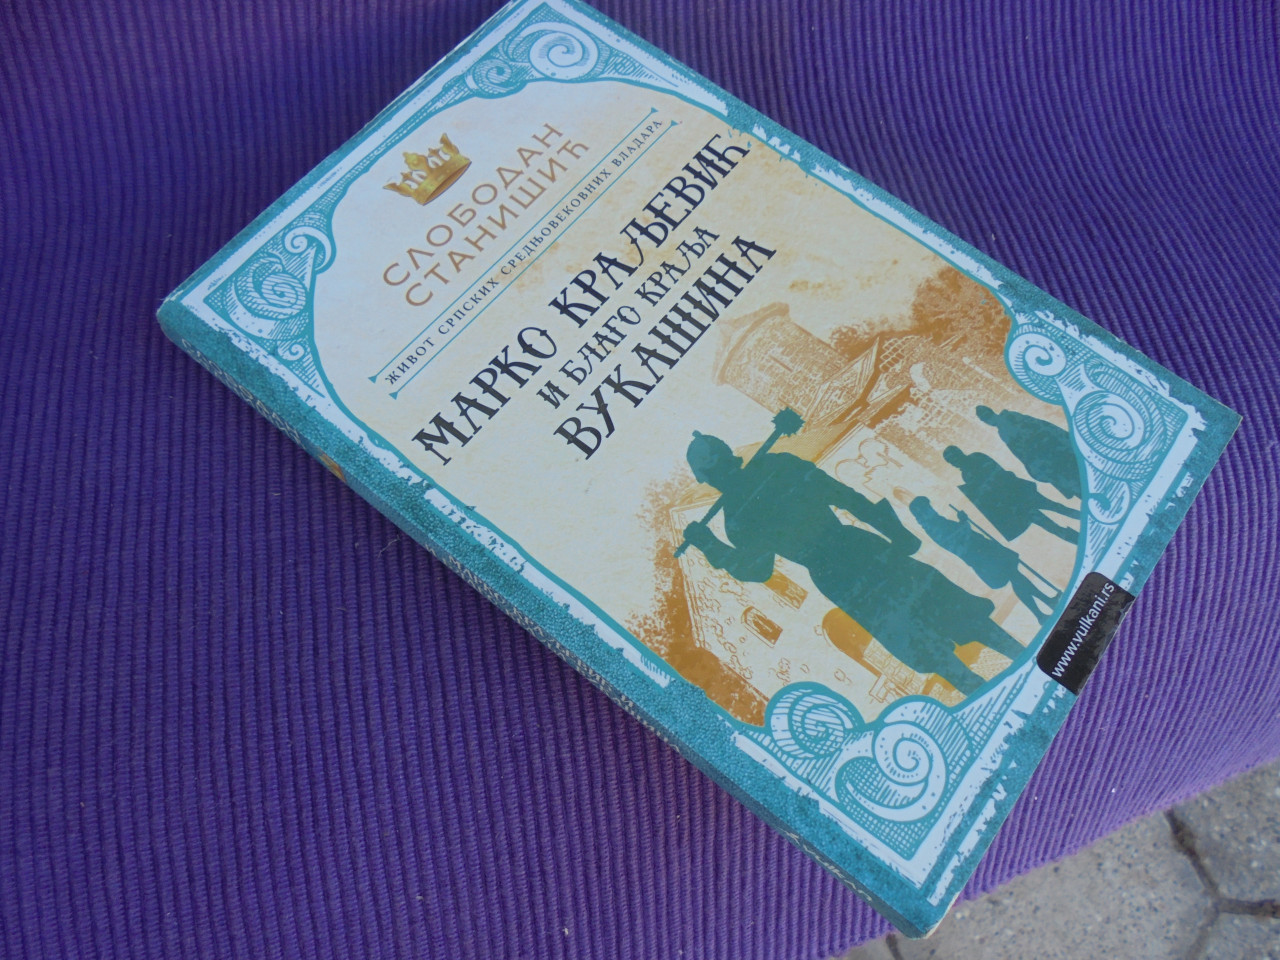 СЛОБОДАН
СТАНИШИЋ
ЖИВОТ СРПСКИХ СРЕДЊОВЕКОВНИХ ВЛАДАРА
МАРКО КРАЉЕВИЋ
И БЛАГО КРАЉА
ВУКАШИНА
www.vulkani.rs